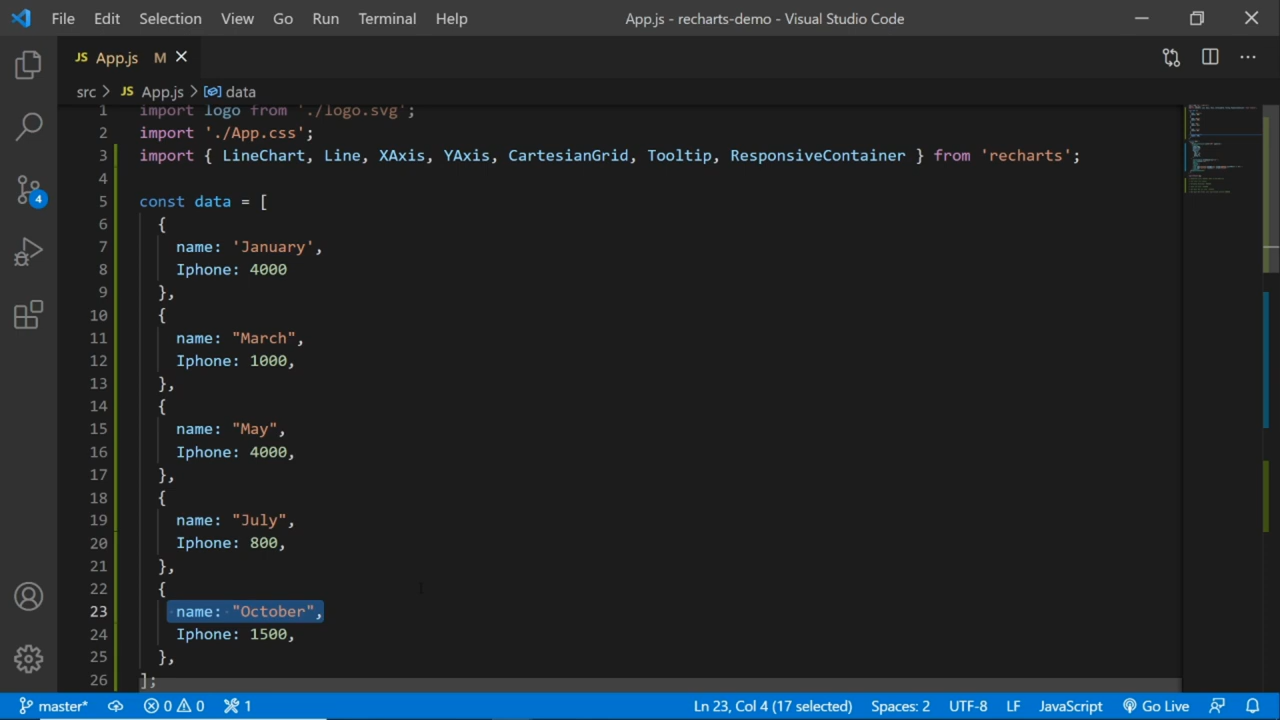 File Edit Selection View Go Run Terminal Help App.js - recharts-demo - Visual Studio Code
JS App.js M
src > JS App.js > data
1 import logo from './logo.svg';
2 import './App.css';
3 import { LineChart, Line, XAxis, YAxis, CartesianGrid, Tooltip, ResponsiveContainer } from 'recharts';
4
5 const data = [
6 {
7 name: 'January',
8 Iphone: 4000
9 },
10 {
11 name: "March",
12 Iphone: 1000,
13 },
14 {
15 name: "May",
16 Iphone: 4000,
17 },
18 {
19 name: "July",
20 Iphone: 800,
21 },
22 {
23 name: "October",
24 Iphone: 1500,
25 },
26 ];
4
master* 0 0 1 Ln 23, Col 4 (17 selected) Spaces: 2 UTF-8 LF JavaScript Go Live